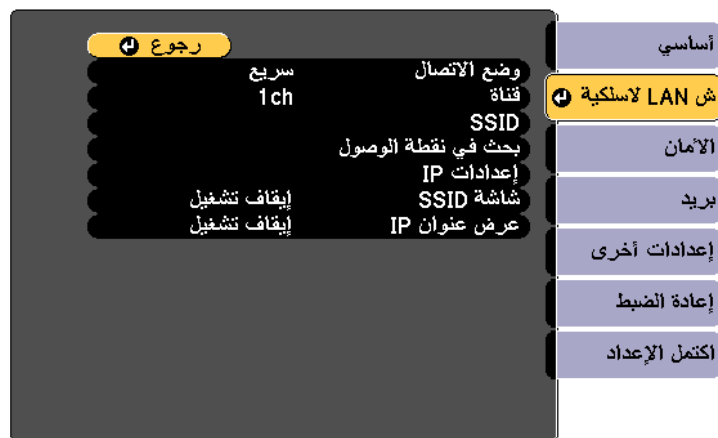 أساسي
ش LAN لاسلكية
الأمان
بريد
إعدادات أخرى
إعادة الضبط
اكتمل الإعداد
رجوع
وضع الاتصال سريع
قناة 1ch
SSID
بحث في نقطة الوصول
إعدادات IP
شاشة SSID إيقاف تشغيل
عرض عنوان IP إيقاف تشغيل